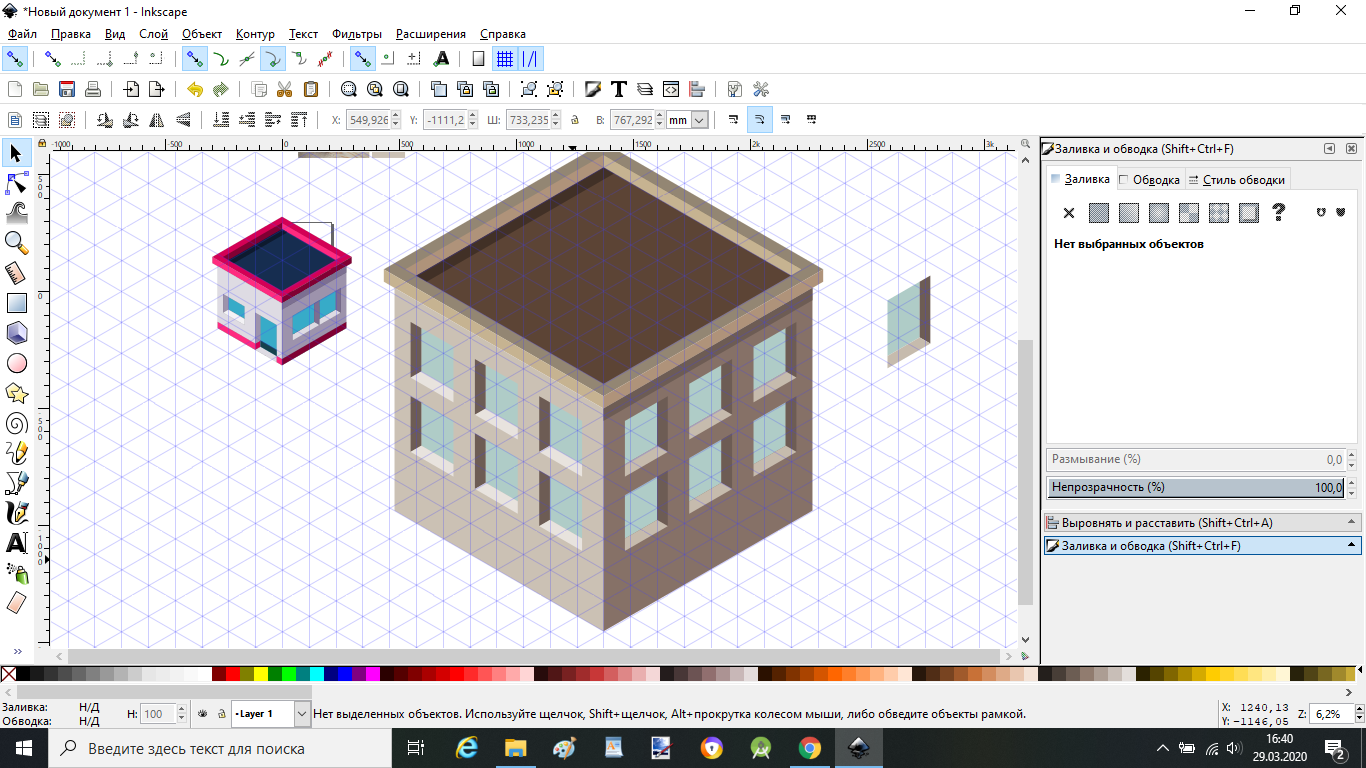 *Новый документ 1 - Inkscape
Файл Правка Вид Слой Объект Контур Текст Фильтры Расширения Справка
X: 549,926 Y: -1111,2 Ш: 733,235 В: 767,292 mm
-1000 -500 0 500 1000 1500 2k 2500 3k
Заливка и обводка (Shift+Ctrl+F)
Заливка Обводка Стиль обводки
Нет выбранных объектов
Размывание (%) 0,0
Непрозрачность (%) 100,0
Выровнять и расставить (Shift+Ctrl+A)
Заливка и обводка (Shift+Ctrl+F)
Заливка: Н/Д
Обводка: Н/Д
Н: 100
Layer 1
Нет выделенных объектов. Используйте щелчок, Shift+щелчок, Alt+прокрутка колесом мыши, либо обведите объекты рамкой.
X: 1240,13
Y: -1146,05
Z: 6,2%
Введите здесь текст для поиска
16:40
29.03.2020
2